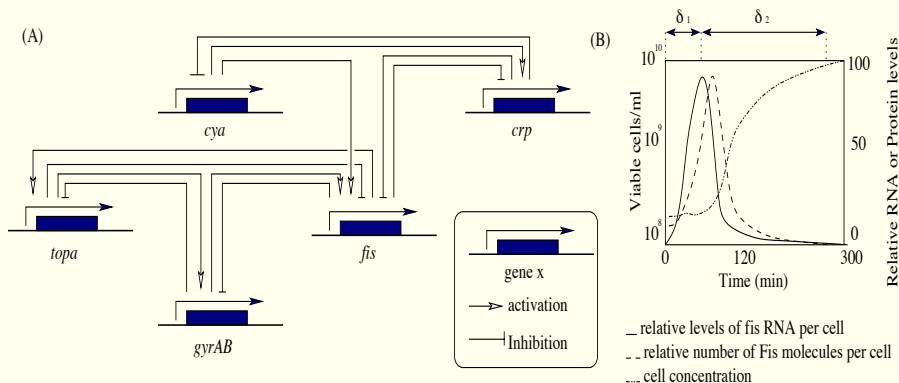 (A)
cya
crp
topa
fis
gyrAB
gene x
activation
Inhibition
(B)
δ 1
δ 2
10^10
10^9
10^8
Viable cells/ml
100
50
0
Relative RNA or Protein levels
0
120
300
Time (min)
relative levels of fis RNA per cell
relative number of Fis molecules per cell
cell concentration